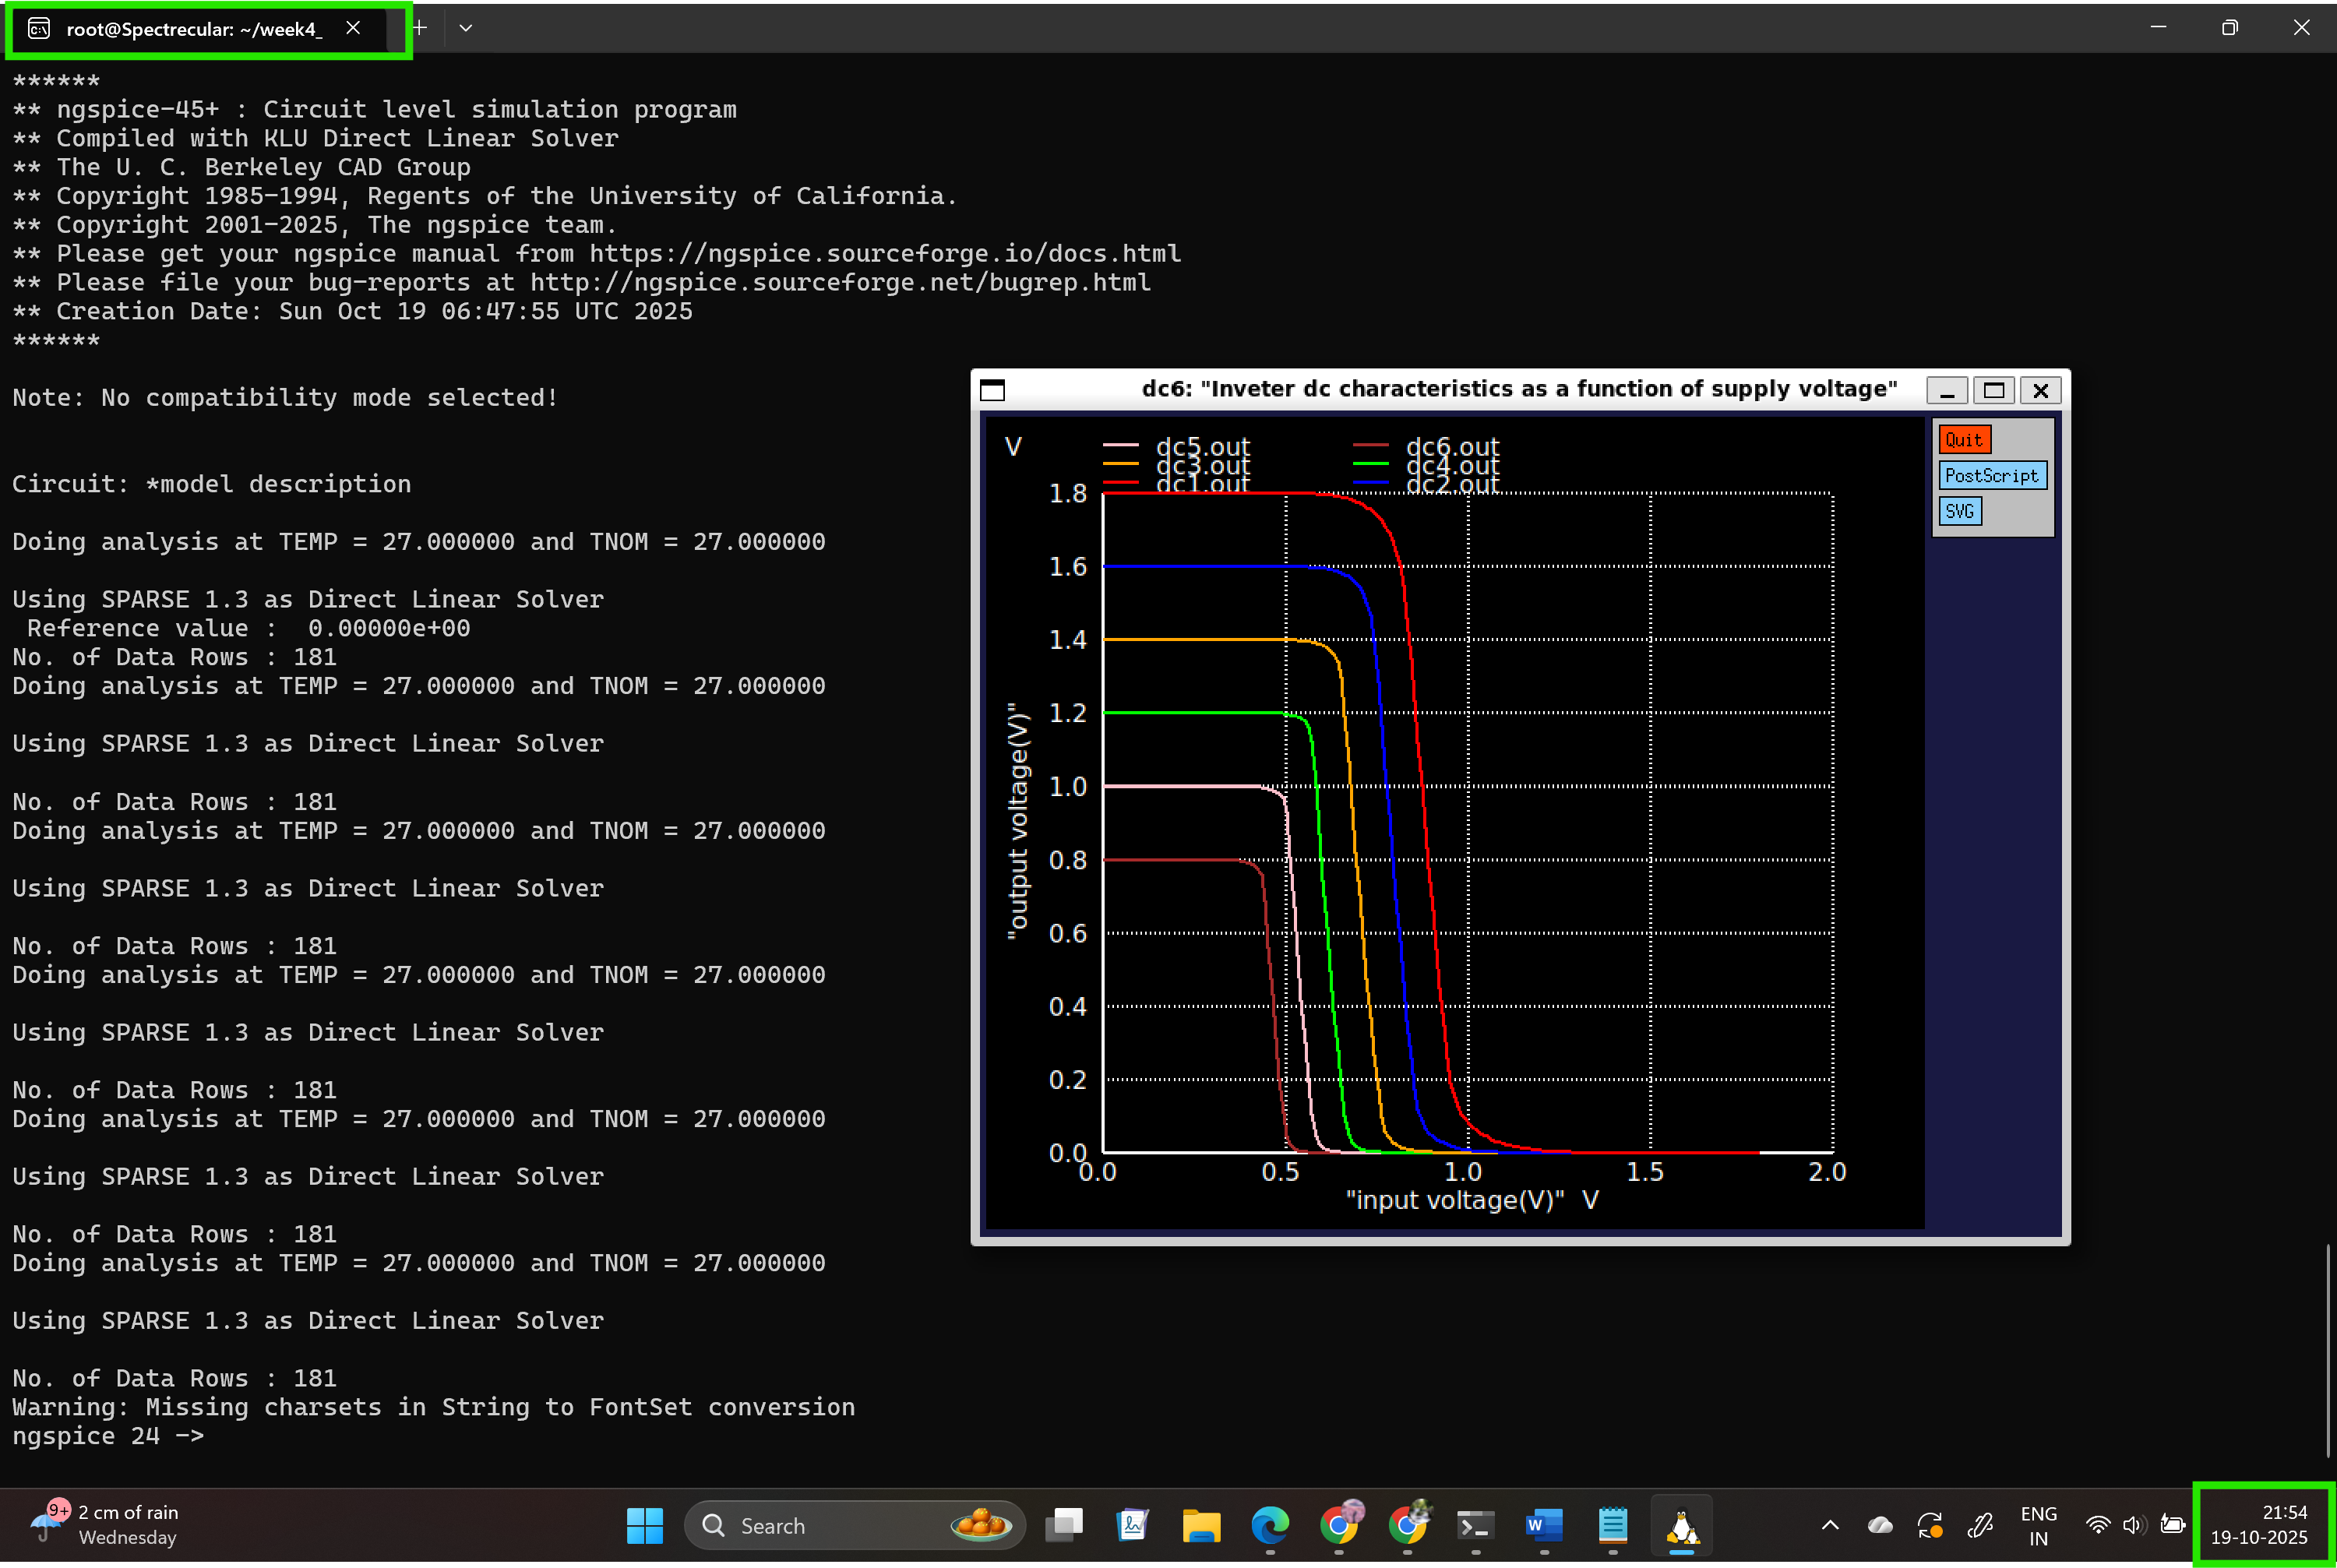 root@Spectrecular: ~/week4_
******
** ngspice-45+ : Circuit level simulation program
** Compiled with KLU Direct Linear Solver
** The U. C. Berkeley CAD Group
** Copyright 1985-1994, Regents of the University of California.
** Copyright 2001-2025, The ngspice team.
** Please get your ngspice manual from https://ngspice.sourceforge.io/docs.html
** Please file your bug-reports at http://ngspice.sourceforge.net/bugrep.html
** Creation Date: Sun Oct 19 06:47:55 UTC 2025
******
Note: No compatibility mode selected!
Circuit: *model description
Doing analysis at TEMP = 27.000000 and TNOM = 27.000000
Using SPARSE 1.3 as Direct Linear Solver
Reference value : 0.00000e+00
No. of Data Rows : 181
Doing analysis at TEMP = 27.000000 and TNOM = 27.000000
Using SPARSE 1.3 as Direct Linear Solver
No. of Data Rows : 181
Doing analysis at TEMP = 27.000000 and TNOM = 27.000000
Using SPARSE 1.3 as Direct Linear Solver
No. of Data Rows : 181
Doing analysis at TEMP = 27.000000 and TNOM = 27.000000
Using SPARSE 1.3 as Direct Linear Solver
No. of Data Rows : 181
Doing analysis at TEMP = 27.000000 and TNOM = 27.000000
Using SPARSE 1.3 as Direct Linear Solver
No. of Data Rows : 181
Doing analysis at TEMP = 27.000000 and TNOM = 27.000000
Using SPARSE 1.3 as Direct Linear Solver
No. of Data Rows : 181
Warning: Missing charsets in String to FontSet conversion
ngspice 24 ->
dc6: "Inveter dc characteristics as a function of supply voltage"
Quit
PostScript
SVG
V
dc5.out dc6.out
dc3.out dc4.out
dc1.out dc2.out
1.8
1.6
1.4
1.2
1.0
0.8
0.6
0.4
0.2
0.0
"output voltage(V)"
0.0 0.5 1.0 1.5 2.0
"input voltage(V)" V
9+
2 cm of rain
Wednesday
Search
W
ENG
IN
21:54
19-10-2025